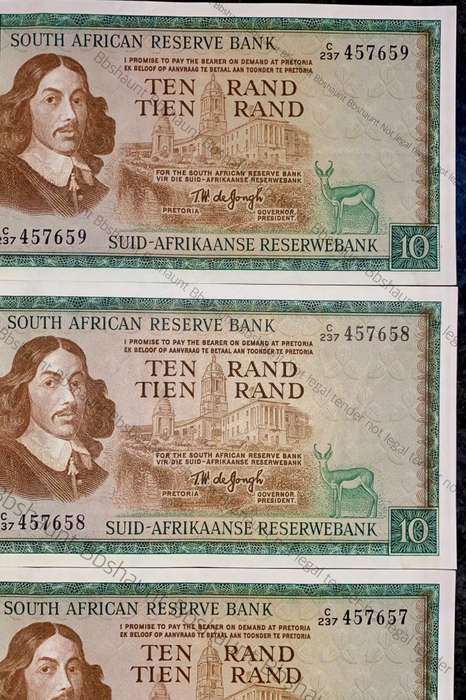 SOUTH AFRICAN RESERVE BANK
C/237 457659
I PROMISE TO PAY THE BEARER ON DEMAND AT PRETORIA
EK BELOOF OP AANVRAAG TE BETAAL AAN TOONDER TE PRETORIA
TEN RAND
TIEN RAND
FOR THE SOUTH AFRICAN RESERVE BANK
VIR DIE SUID-AFRIKAANSE RESERWEBANK
T.W. de Jongh
PRETORIA
GOVERNOR
PRESIDENT
C/237 457659
SUID-AFRIKAANSE RESERWEBANK
10
SOUTH AFRICAN RESERVE BANK
C/237 457658
I PROMISE TO PAY THE BEARER ON DEMAND AT PRETORIA
EK BELOOF OP AANVRAAG TE BETAAL AAN TOONDER TE PRETORIA
TEN RAND
TIEN RAND
FOR THE SOUTH AFRICAN RESERVE BANK
VIR DIE SUID-AFRIKAANSE RESERWEBANK
T.W. de Jongh
PRETORIA
GOVERNOR
PRESIDENT
37 457658
SUID-AFRIKAANSE RESERWEBANK
10
SOUTH AFRICAN RESERVE BANK
C/237 457657
I PROMISE TO PAY THE BEARER ON DEMAND AT PRETORIA
EK BELOOF OP AANVRAAG TE BETAAL AAN TOONDER TE PRETORIA
TEN RAND
TIEN RAND
Bbshaunt Not legal tender